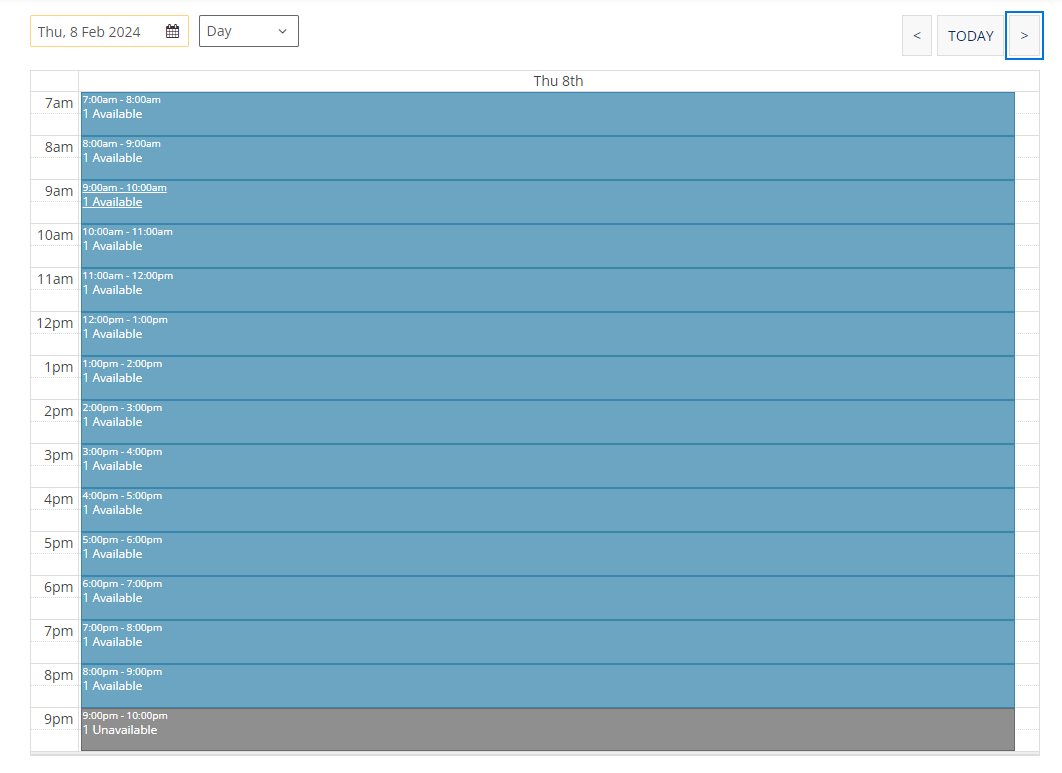 Thu, 8 Feb 2024 Day < TODAY >
Thu 8th
7am 7:00am - 8:00am
1 Available
8am 8:00am - 9:00am
1 Available
9am 9:00am - 10:00am
1 Available
10am 10:00am - 11:00am
1 Available
11am 11:00am - 12:00pm
1 Available
12pm 12:00pm - 1:00pm
1 Available
1pm 1:00pm - 2:00pm
1 Available
2pm 2:00pm - 3:00pm
1 Available
3pm 3:00pm - 4:00pm
1 Available
4pm 4:00pm - 5:00pm
1 Available
5pm 5:00pm - 6:00pm
1 Available
6pm 6:00pm - 7:00pm
1 Available
7pm 7:00pm - 8:00pm
1 Available
8pm 8:00pm - 9:00pm
1 Available
9pm 9:00pm - 10:00pm
1 Unavailable